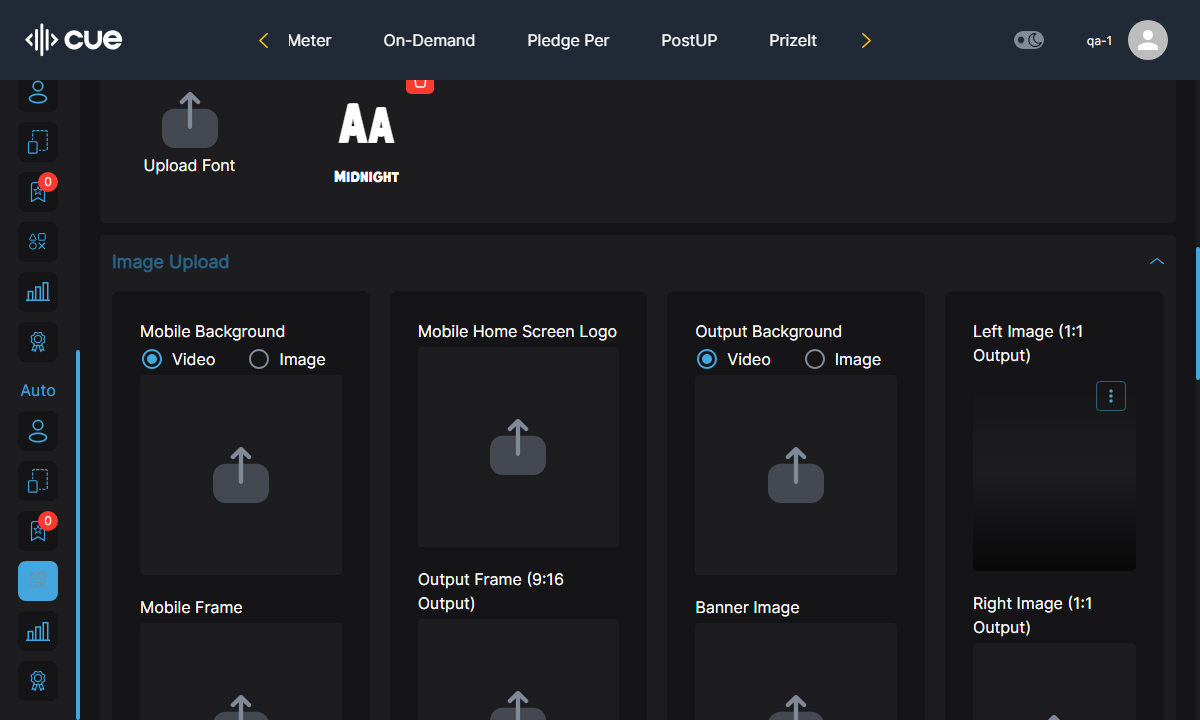 cue
Meter
On-Demand
Pledge Per
PostUP
PrizeIt
qa-1
0
Auto
0
Upload Font
AA
MIDNIGHT
Image Upload
Mobile Background
Video
Image
Mobile Frame
Mobile Home Screen Logo
Output Frame (9:16
Output)
Output Background
Video
Image
Banner Image
Left Image (1:1
Output)
Right Image (1:1
Output)